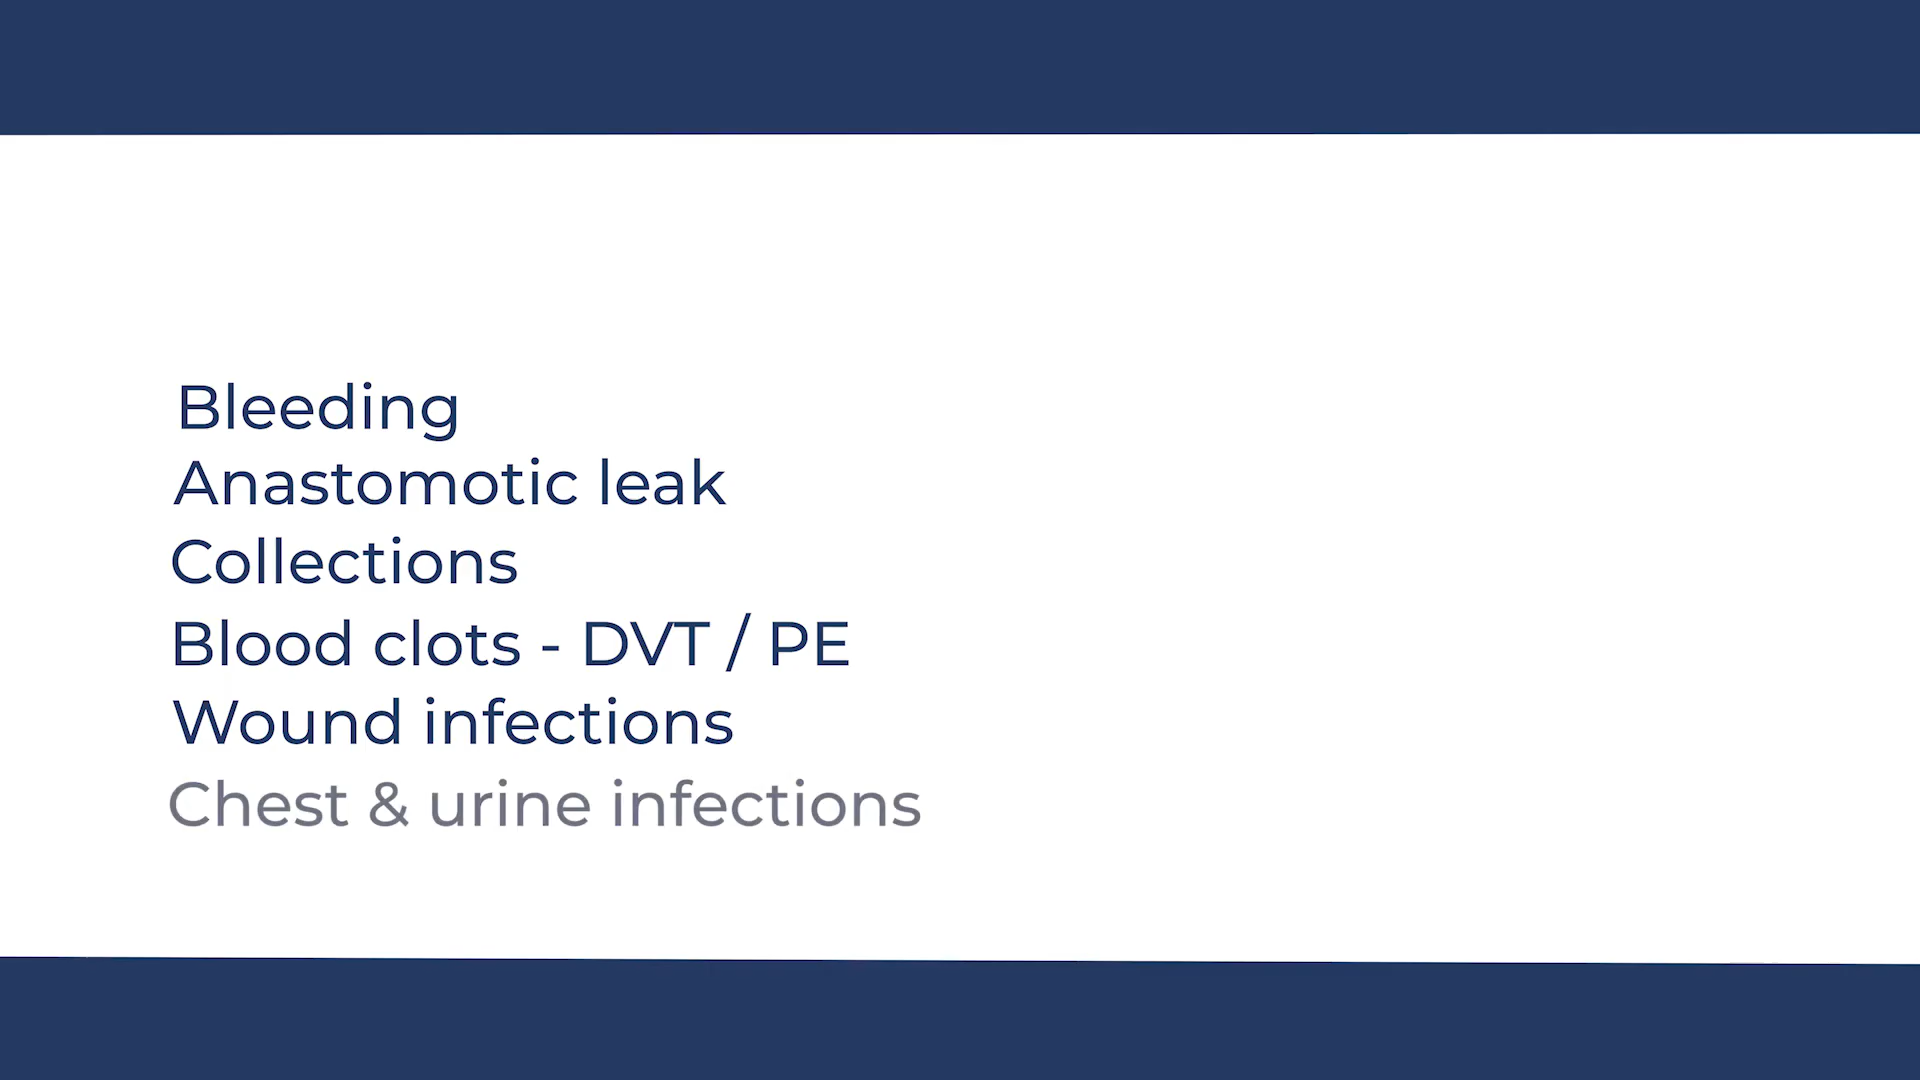 Bleeding
Anastomotic leak
Collections
Blood clots - DVT / PE
Wound infections
Chest & urine infections